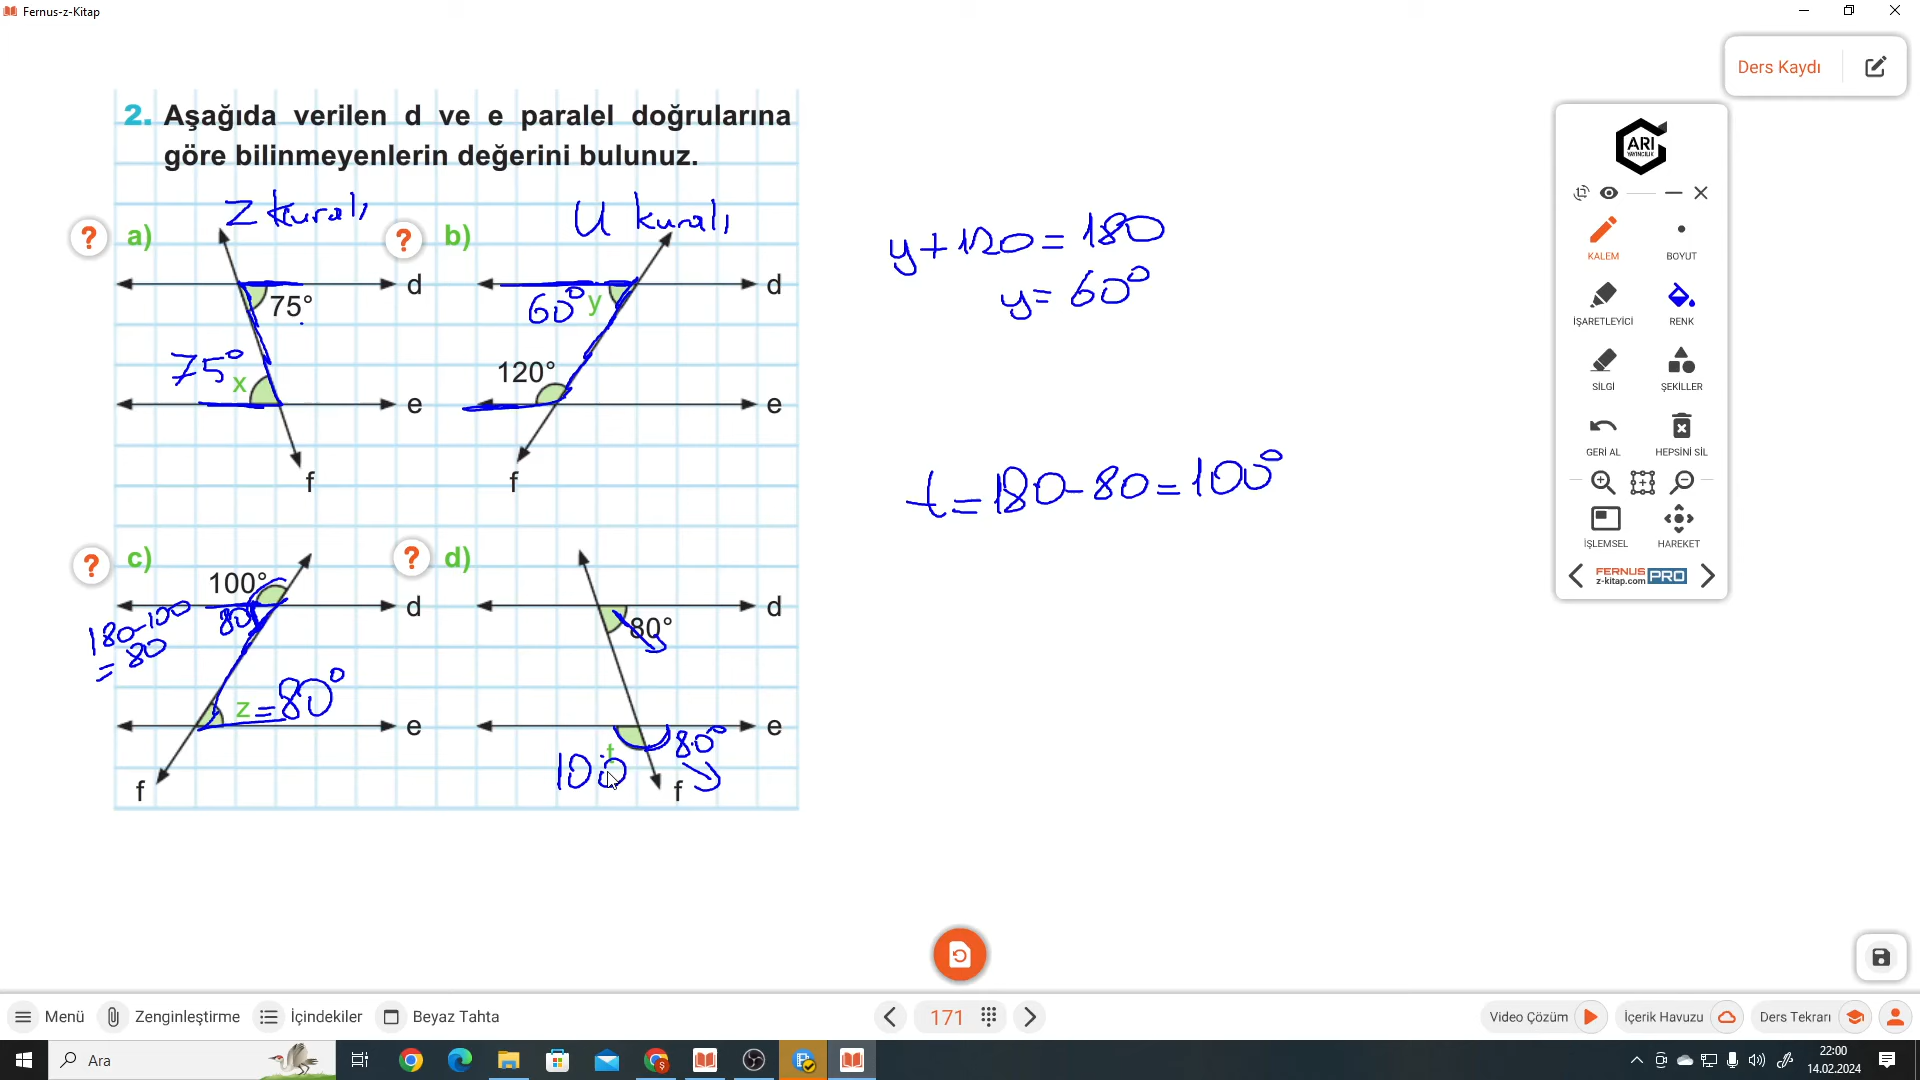 Fernus-z-Kitap
Ders Kaydı
2. Aşağıda verilen d ve e paralel doğrularına
göre bilinmeyenlerin değerini bulunuz.
Z kuralı
U kuralı
? a)
? b)
d
75°
75°
x
e
f
d
60° y
120°
e
f
y+120=180
y=60°
t=180-80=100°
? c)
? d)
100°
d
80
180-100
=80
z =80°
e
f
d
80°
e
80°
t
100
f
ARI
YAYINCILIK
KALEM
BOYUT
İŞARETLEYİCİ
RENK
SİLGİ
ŞEKİLLER
GERİ AL
HEPSİNİ SİL
İŞLEMSEL
HAREKET
FERNUS
z-kitap.com PRO
Menü
Zenginleştirme
İçindekiler
Beyaz Tahta
171
Video Çözüm
İçerik Havuzu
Ders Tekrarı
Ara
22:00
14.02.2024